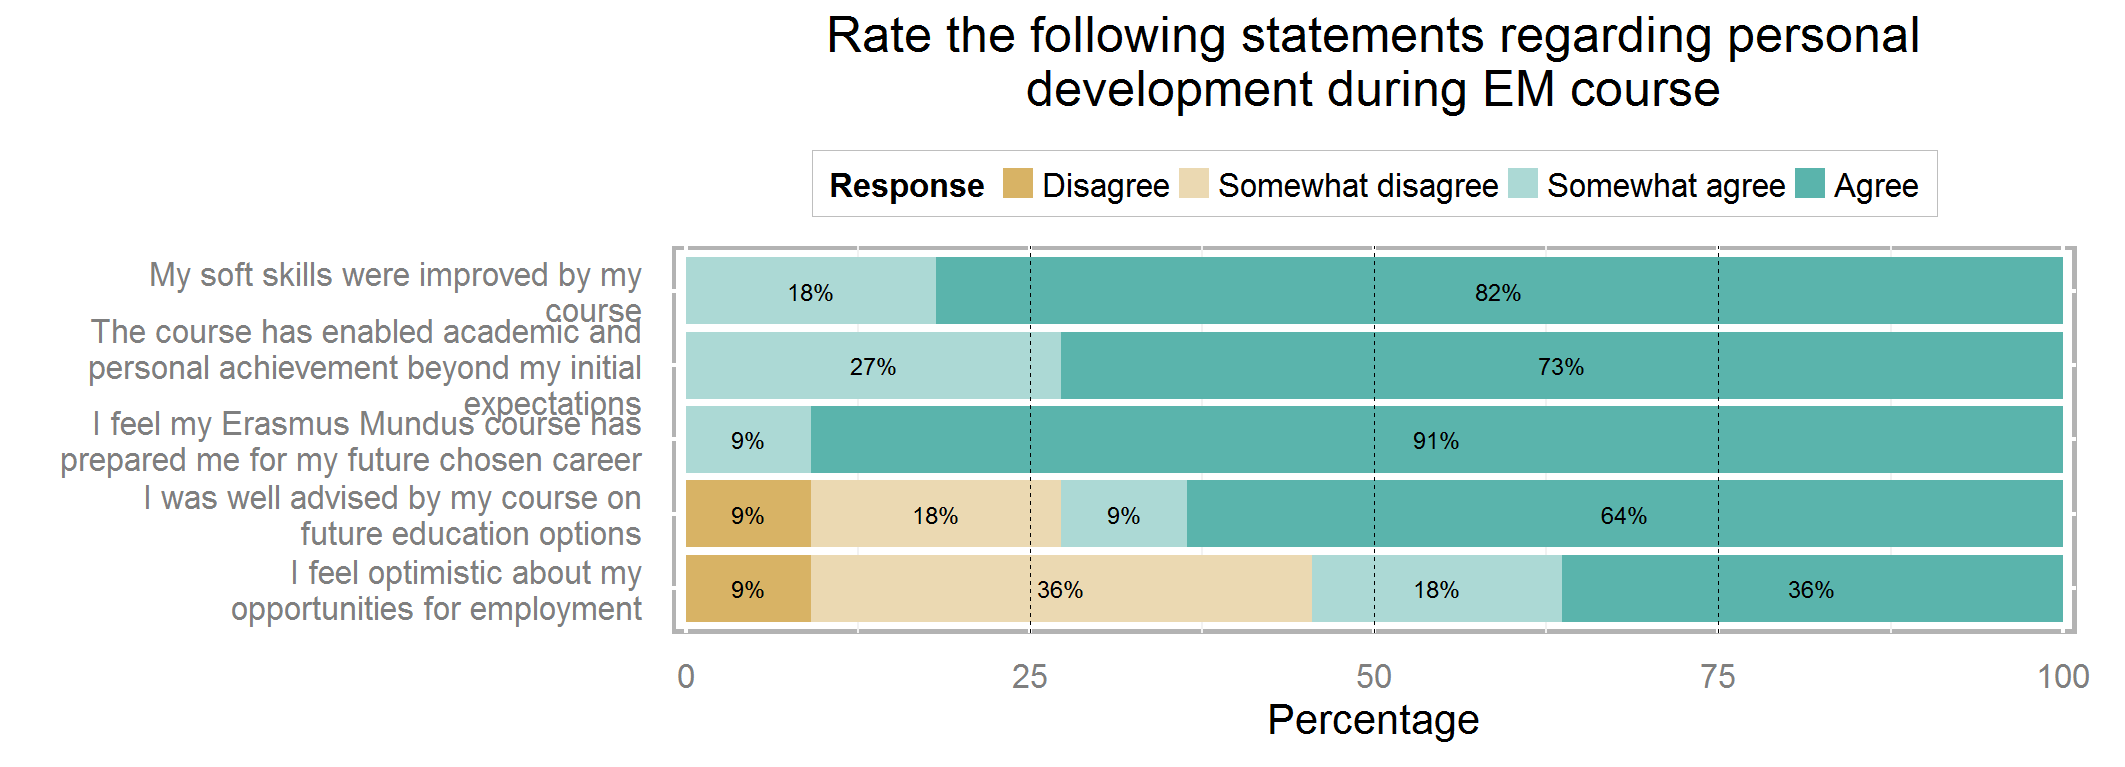 Rate the following statements regarding personal
development during EM course
Response Disagree Somewhat disagree Somewhat agree Agree
My soft skills were improved by my
course
18% 82%
The course has enabled academic and
personal achievement beyond my initial
expectations
27% 73%
I feel my Erasmus Mundus course has
prepared me for my future chosen career
9% 91%
I was well advised by my course on
future education options
9% 18% 9% 64%
I feel optimistic about my
opportunities for employment
9% 36% 18% 36%
0 25 50 75 100
Percentage